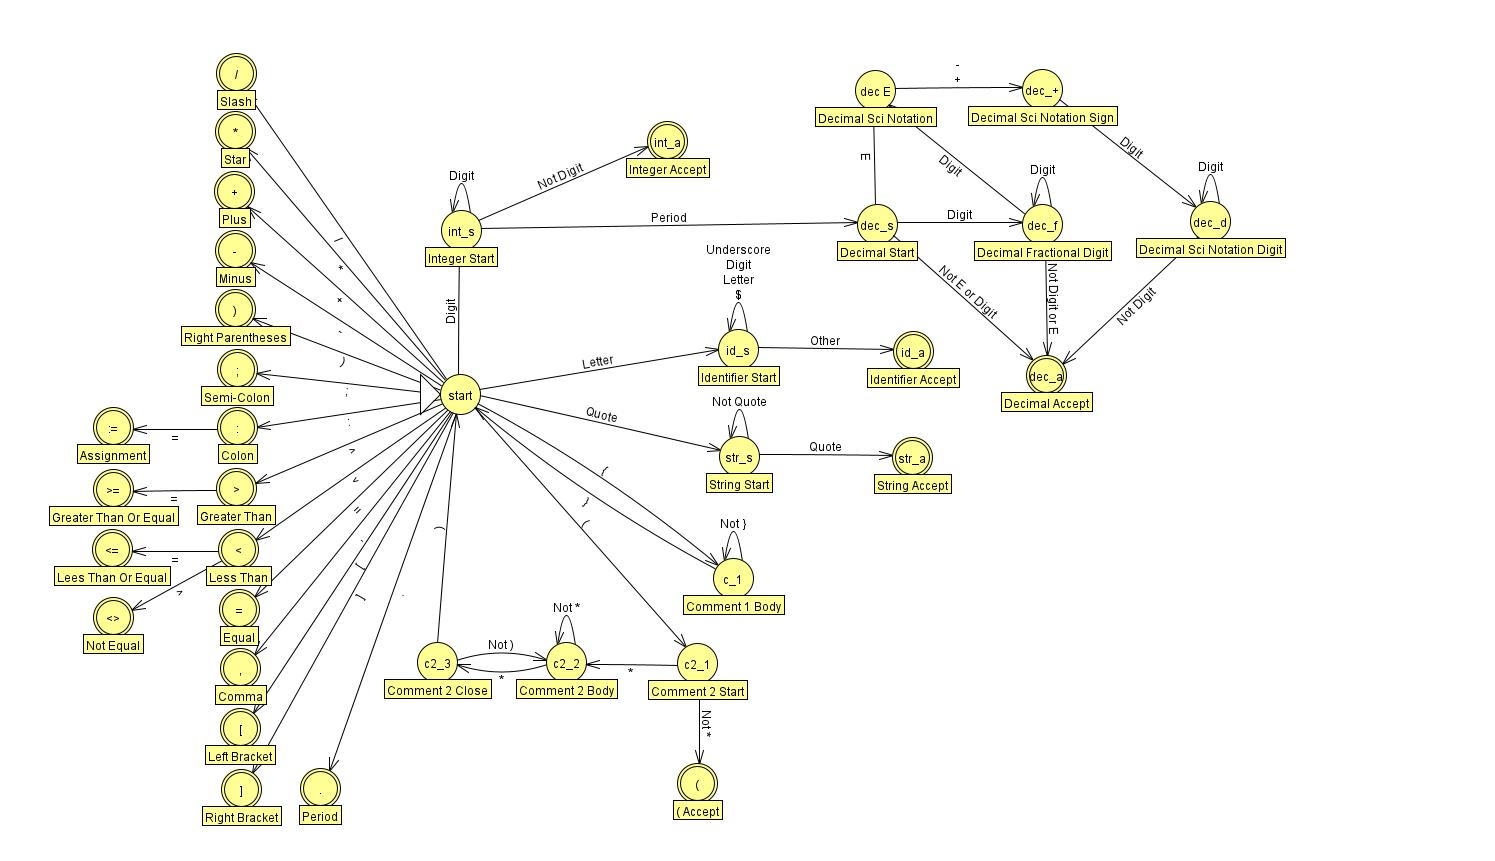 /
Slash
*
Star
+
Plus
-
Minus
)
Right Parentheses
;
Semi-Colon
:=
Assignment
=
:
Colon
>=
Greater Than Or Equal
=
>
Greater Than
<=
Lees Than Or Equal
=
<
Less Than
<>
Not Equal
>
=
Equal
,
Comma
[
Left Bracket
]
Right Bracket
.
Period
/
*
+
-
)
;
:
>
<
=
,
[
]
.
start
Digit
Digit
int_s
Integer Start
Not Digit
int_a
Integer Accept
Period
dec_s
Decimal Start
E
dec E
Decimal Sci Notation
-
+
dec_+
Decimal Sci Notation Sign
Digit
Digit
Digit
Digit
dec_f
Decimal Fractional Digit
Digit
dec_d
Decimal Sci Notation Digit
Not E or Digit
Not Digit or E
Not Digit
dec_a
Decimal Accept
Letter
Underscore
Digit
Letter
$
id_s
Identifier Start
Other
id_a
Identifier Accept
Quote
Not Quote
str_s
String Start
Quote
str_a
String Accept
{
}
Not }
c_1
Comment 1 Body
(
c2_1
Comment 2 Start
*
Not *
c2_2
Comment 2 Body
Not )
*
c2_3
Comment 2 Close
(
Not *
(
( Accept